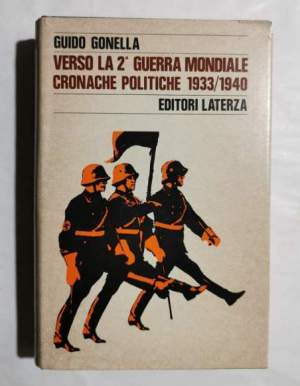 GUIDO GONELLA
VERSO LA 2ª GUERRA MONDIALE
CRONACHE POLITICHE 1933/1940
EDITORI LATERZA